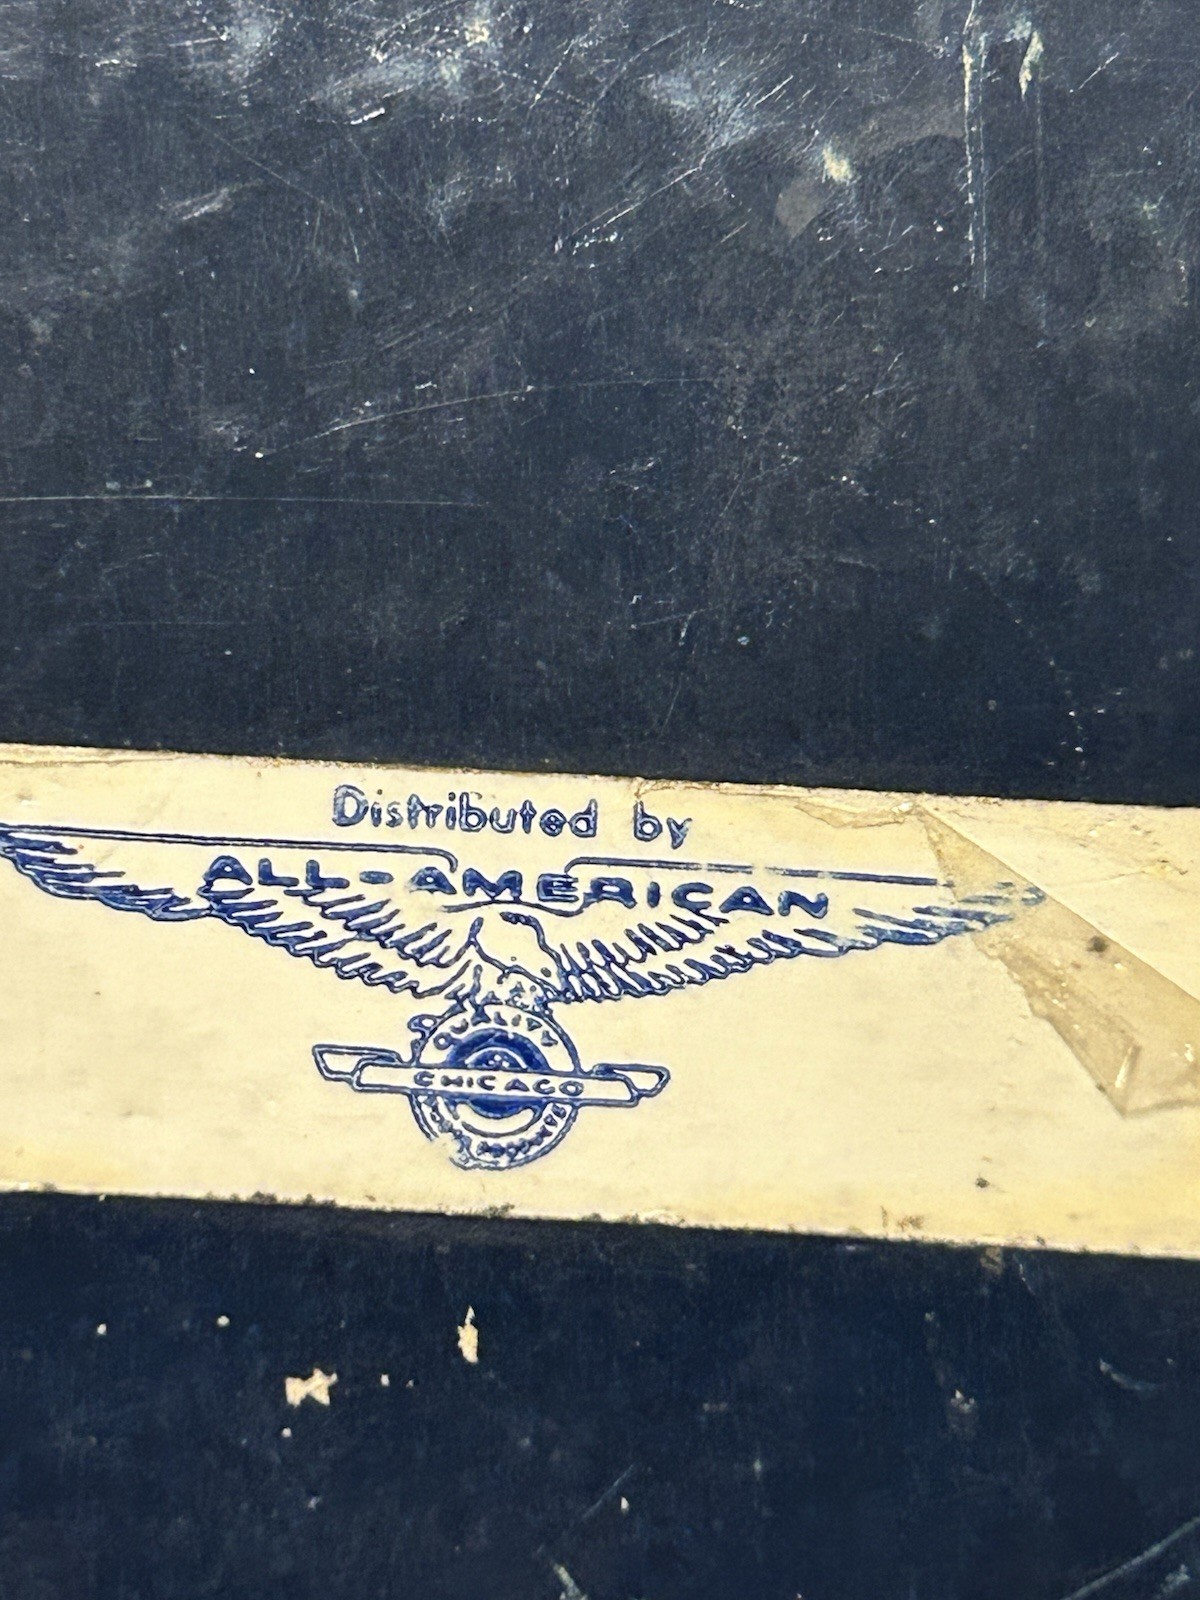 Distributed by
ALL-AMERICAN
QUALITY
CHICAGO